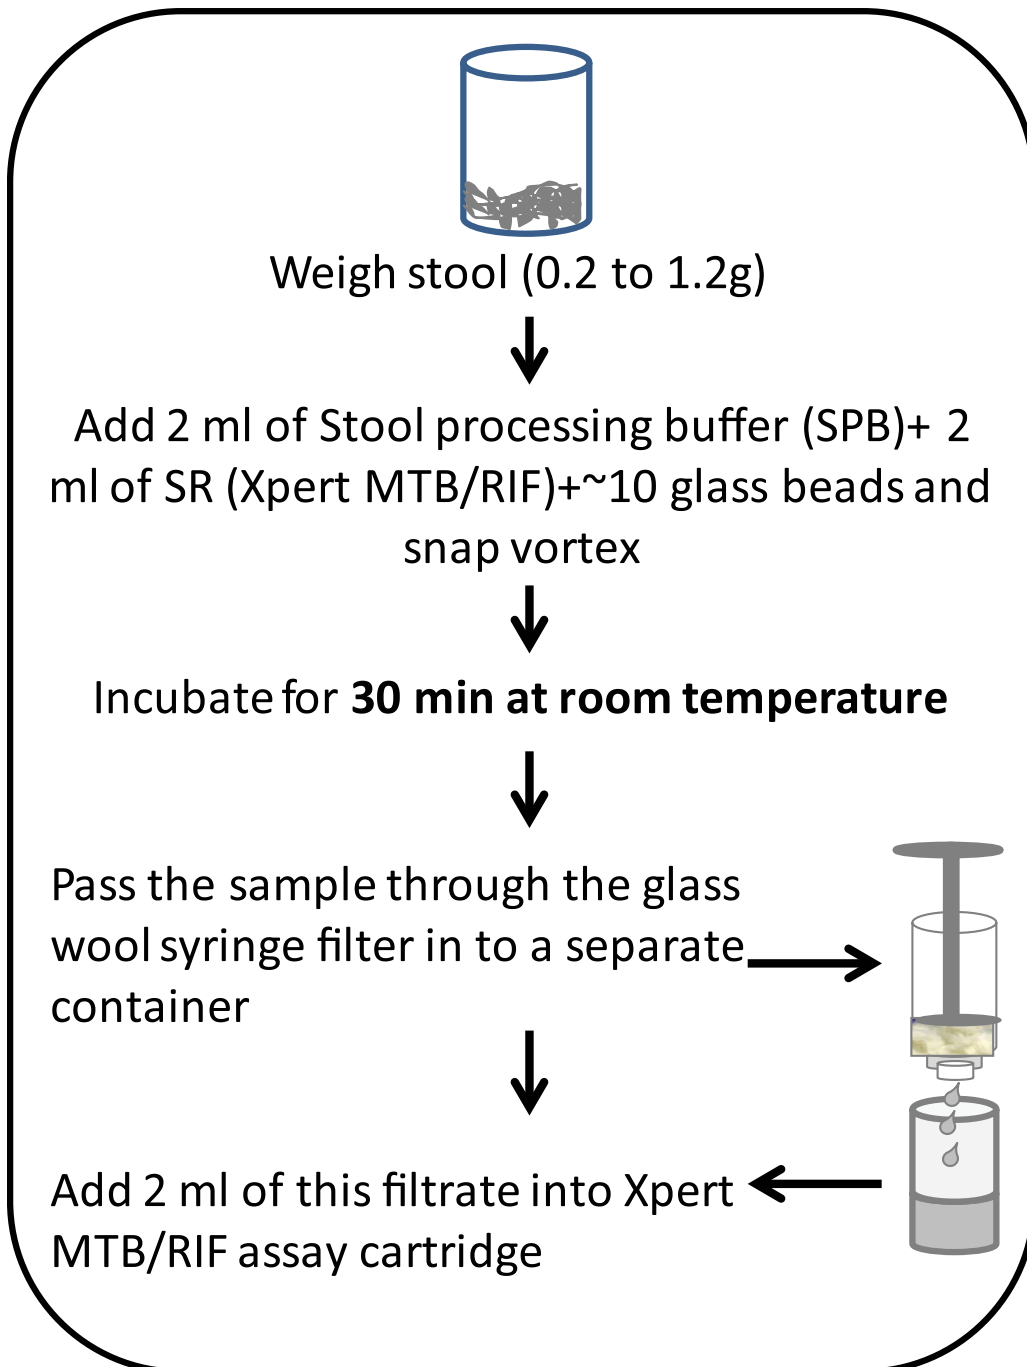 Weigh stool (0.2 to 1.2g)
Add 2 ml of Stool processing buffer (SPB)+ 2
ml of SR (Xpert MTB/RIF)+~10 glass beads and
snap vortex
Incubate for 30 min at room temperature
Pass the sample through the glass
wool syringe filter in to a separate
container
Add 2 ml of this filtrate into Xpert
MTB/RIF assay cartridge